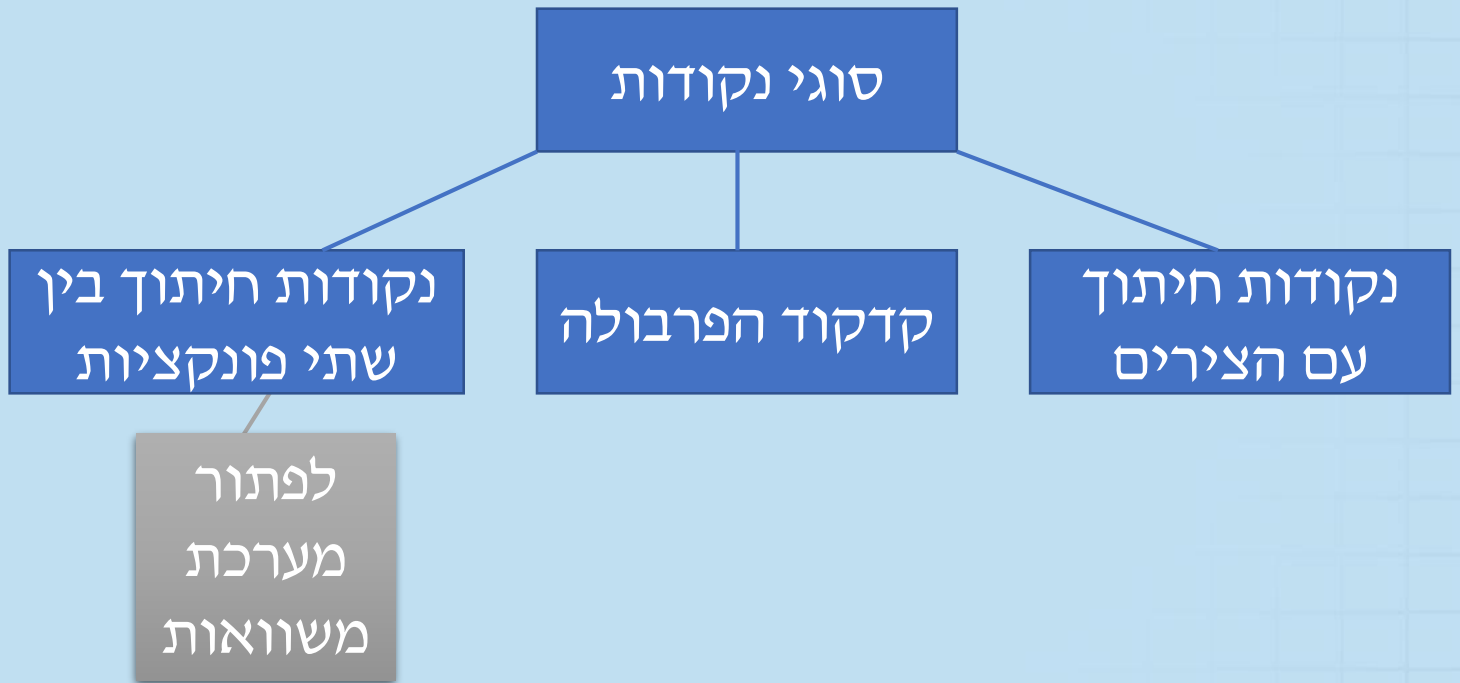 סוגי נקודות
נקודות חיתוך
עם הצירים
קדקוד הפרבולה
נקודות חיתוך בין
שתי פונקציות
לפתור
מערכת
משוואות